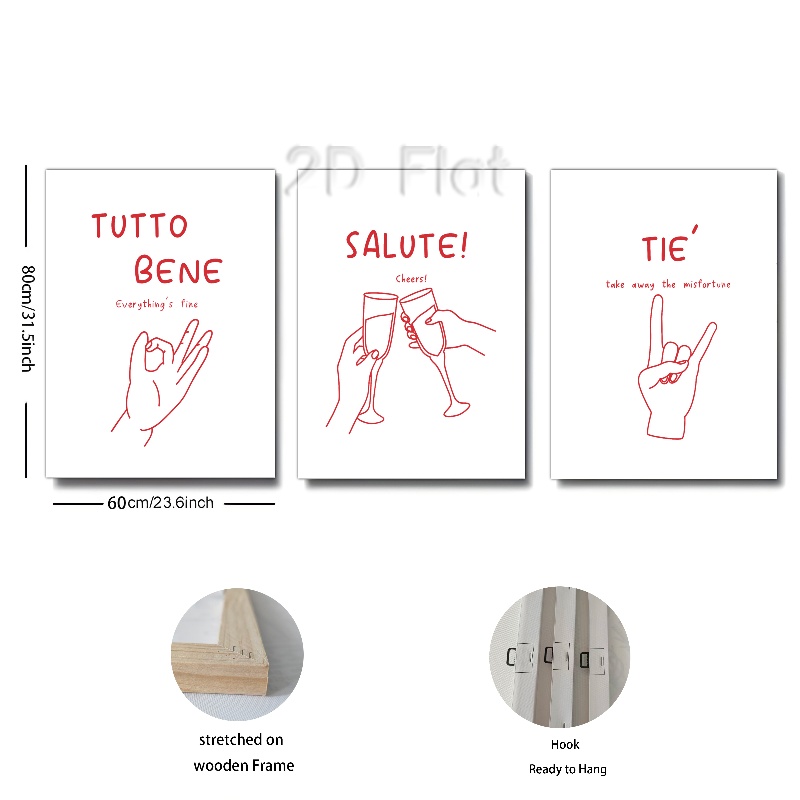 2D Flat
TUTTO
BENE
Everything's fine
SALUTE!
Cheers!
TIE'
take away the misfortune
80cm/31.5inch
60cm/23.6inch
stretched on
wooden Frame
Hook
Ready to Hang